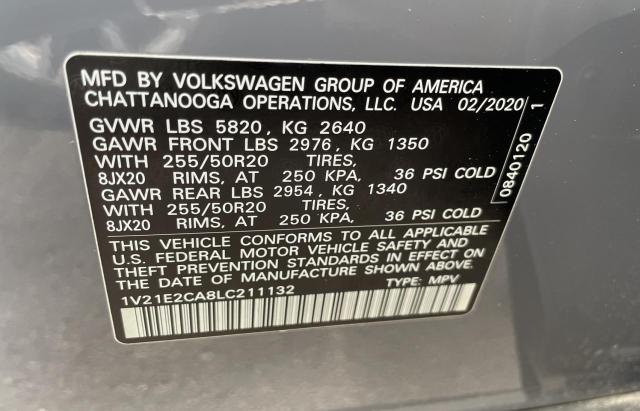 MFD BY VOLKSWAGEN GROUP OF AMERICA
CHATTANOOGA OPERATIONS, LLC. USA 02/2020
GVWR LBS 5820, KG 2640
GAWR FRONT LBS 2976, KG 1350
WITH 255/50R20 TIRES,
8JX20 RIMS, AT 250 KPA, 36 PSI COLD
GAWR REAR LBS 2954, KG 1340
WITH 255/50R20 TIRES,
8JX20 RIMS, AT 250 KPA, 36 PSI COLD
THIS VEHICLE CONFORMS TO ALL APPLICABLE
U.S. FEDERAL MOTOR VEHICLE SAFETY AND
THEFT PREVENTION STANDARDS IN EFFECT ON
THE DATE OF MANUFACTURE SHOWN ABOVE.
1V21E2CA8LC211132 TYPE: MPV
0840120 1